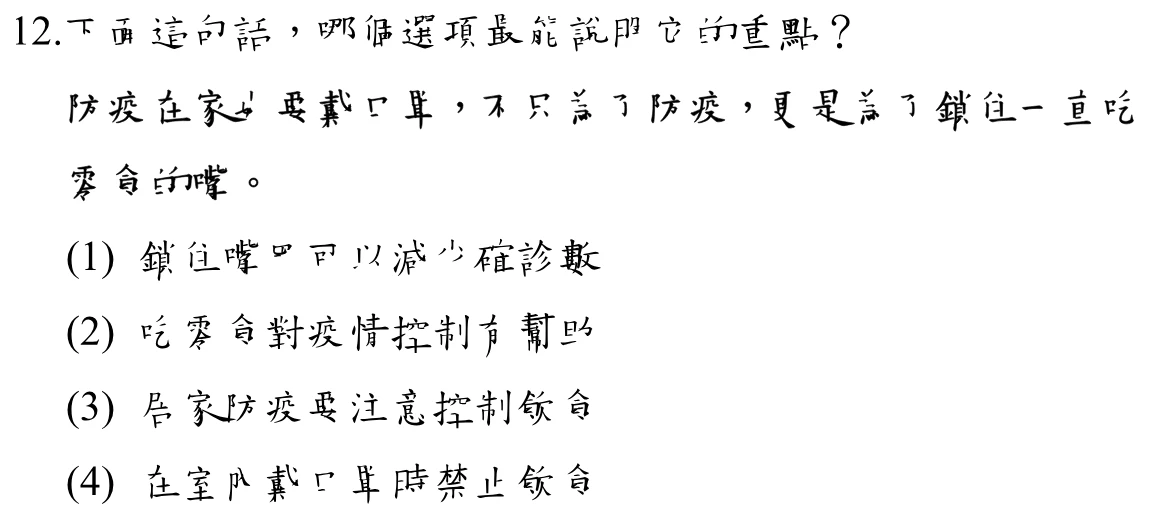 12.下面這句話，哪個選項最能說明它的重點？
防疫在家也要戴口罩，不只為了防疫，更是為了鎖住一直吃
零食的嘴。
(1) 鎖住嘴巴可以減少確診數
(2) 吃零食對疫情控制有幫助
(3) 居家防疫要注意控制飲食
(4) 在室內戴口罩時禁止飲食